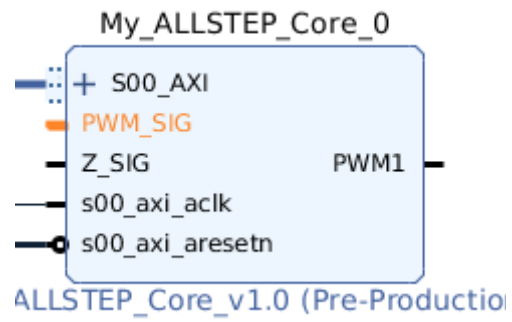 My_ALLSTEP_Core_0
+ S00_AXI
PWM_SIG
Z_SIG PWM1
s00_axi_aclk
s00_axi_aresetn
ALLSTEP_Core_v1.0 (Pre-Productio